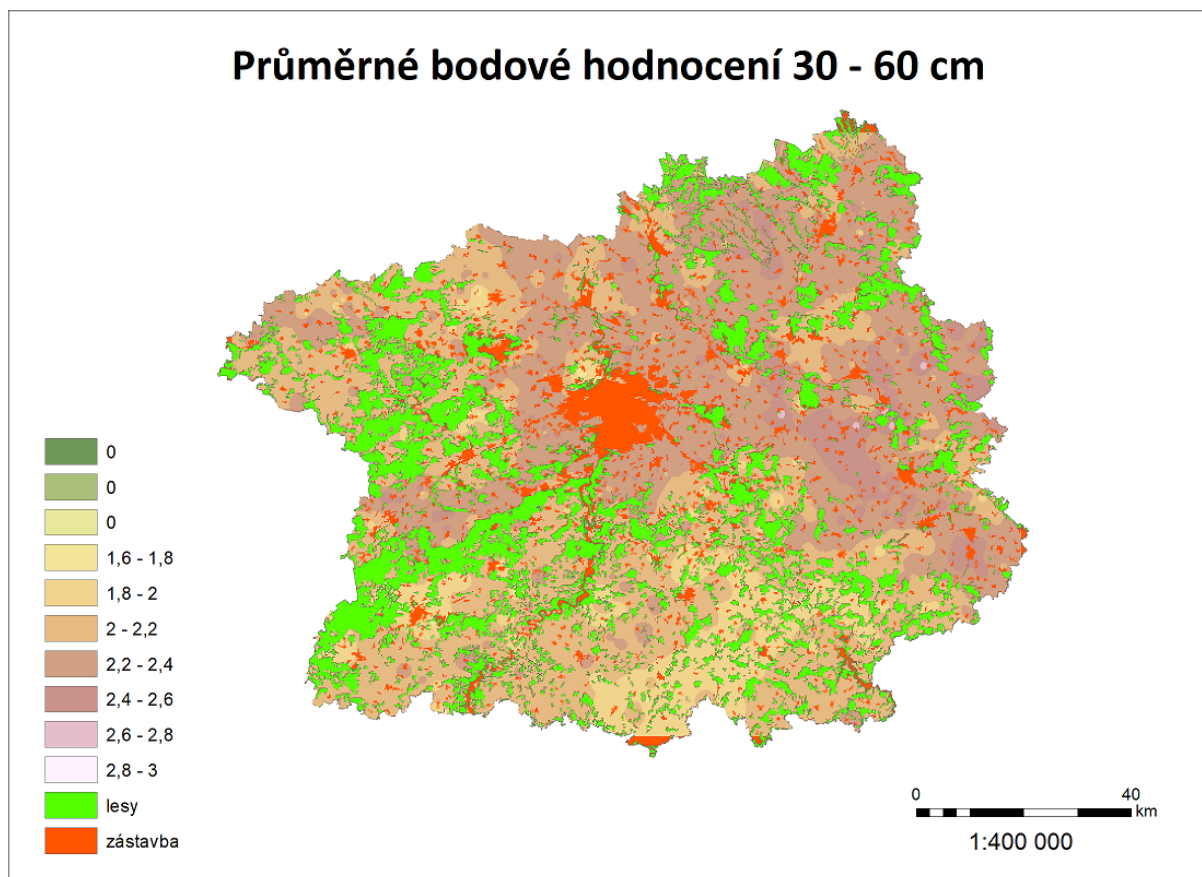 Průměrné bodové hodnocení 30 - 60 cm
0
0
0
1,6 - 1,8
1,8 - 2
2 - 2,2
2,2 - 2,4
2,4 - 2,6
2,6 - 2,8
2,8 - 3
lesy
zástavba
0 40
km
1:400 000